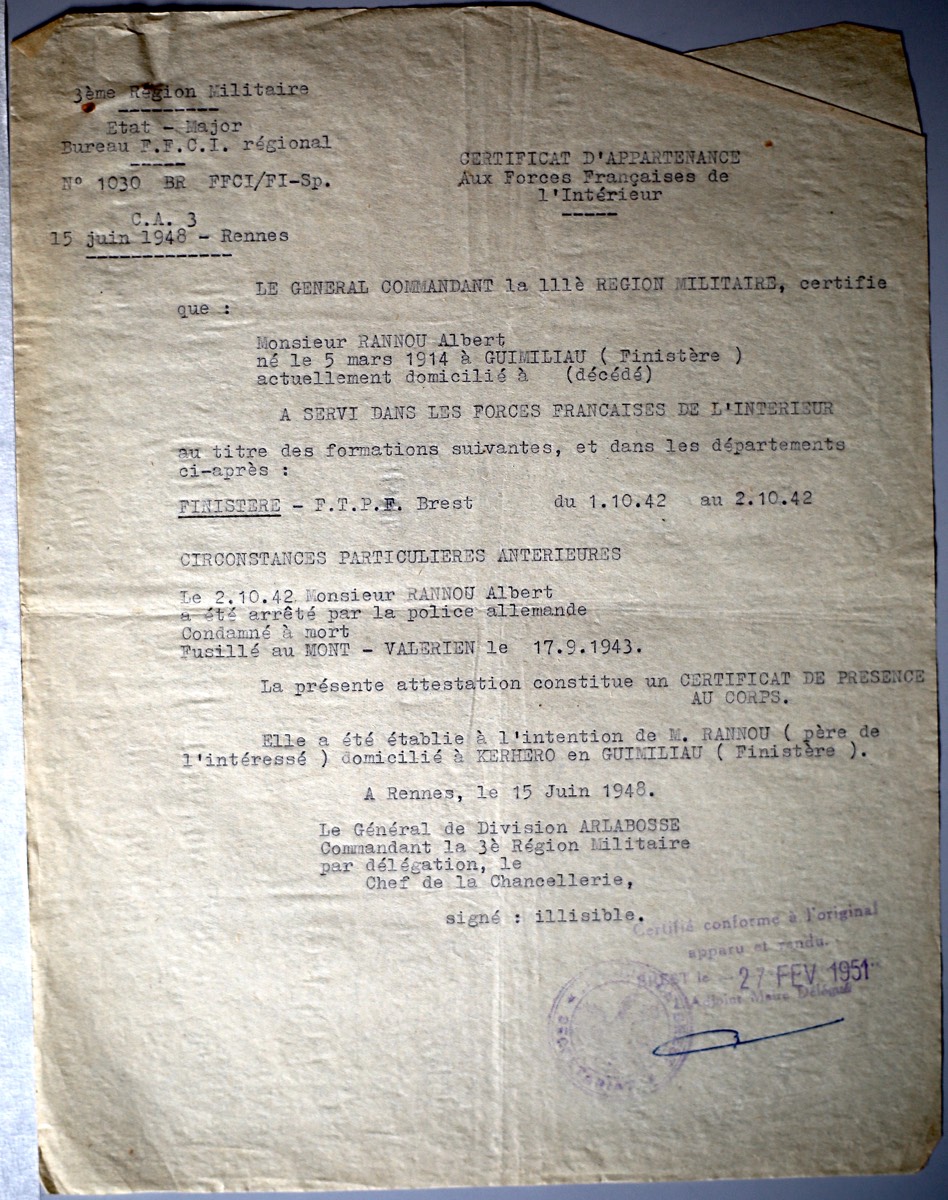 3ème Région Militaire
Etat - Major
Bureau F.F.C.I. régional
N° 1030 BR FFCI/FI-Sp.
C.A. 3
15 juin 1948 - Rennes
CERTIFICAT D'APPARTENANCE
Aux Forces Françaises de
l'Intérieur
LE GENERAL COMMANDANT la lllè REGION MILITAIRE, certifie
que :
Monsieur RANNOU Albert
né le 5 mars 1914 à GUIMILIAU ( Finistère )
actuellement domicilié à (décédé)
A SERVI DANS LES FORCES FRANCAISES DE L'INTERIEUR
au titre des formations suivantes, et dans les départements
ci-après :
FINISTERE - F.T.P.F. Brest du 1.10.42 au 2.10.42
CIRCONSTANCES PARTICULIERES ANTERIEURES
Le 2.10.42 Monsieur RANNOU Albert
a été arrêté par la police allemande
Condamné à mort
Fusillé au MONT - VALERIEN le 17.9.1943.
La présente attestation constitue un CERTIFICAT DE PRESENCE
AU CORPS.
Elle a été établie à l'intention de M. RANNOU ( père de
l'intéressé ) domicilié à KERHERO en GUIMILIAU ( Finistère ).
A Rennes, le 15 Juin 1948.
Le Général de Division ARLABOSSE
Commandant la 3è Région Militaire
par délégation, le
Chef de la Chancellerie,
signé : illisible.
Certifié conforme à l'original
apparu et rendu.
BREST le 27 FEV 1951
Maire Délégué